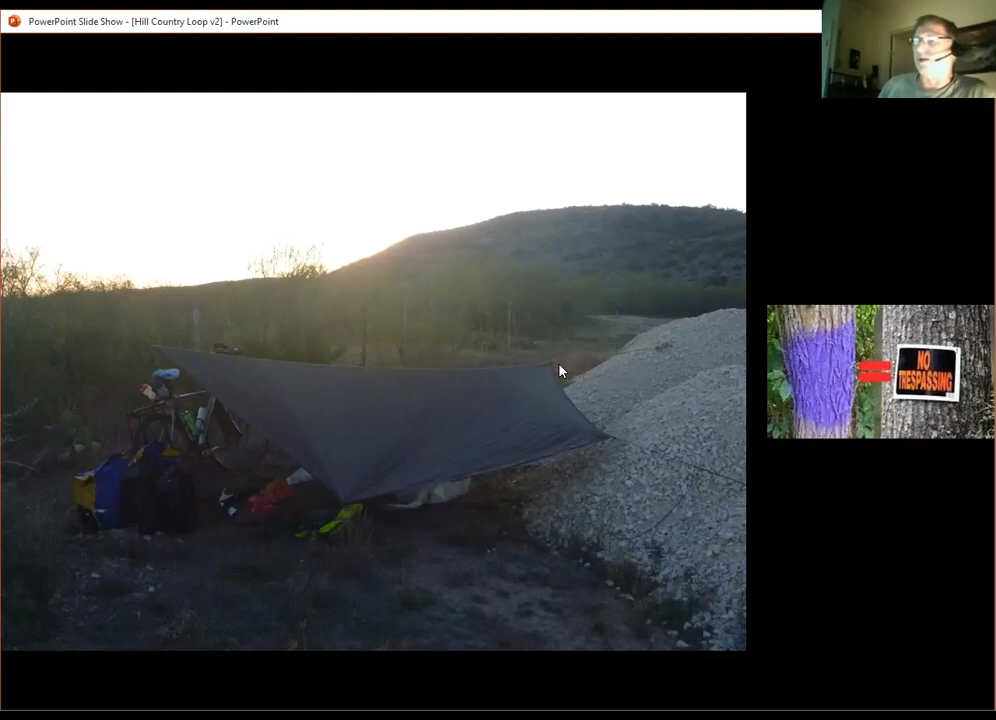 PowerPoint Slide Show - [Hill Country Loop v2] - PowerPoint
NO
TRESPASSING